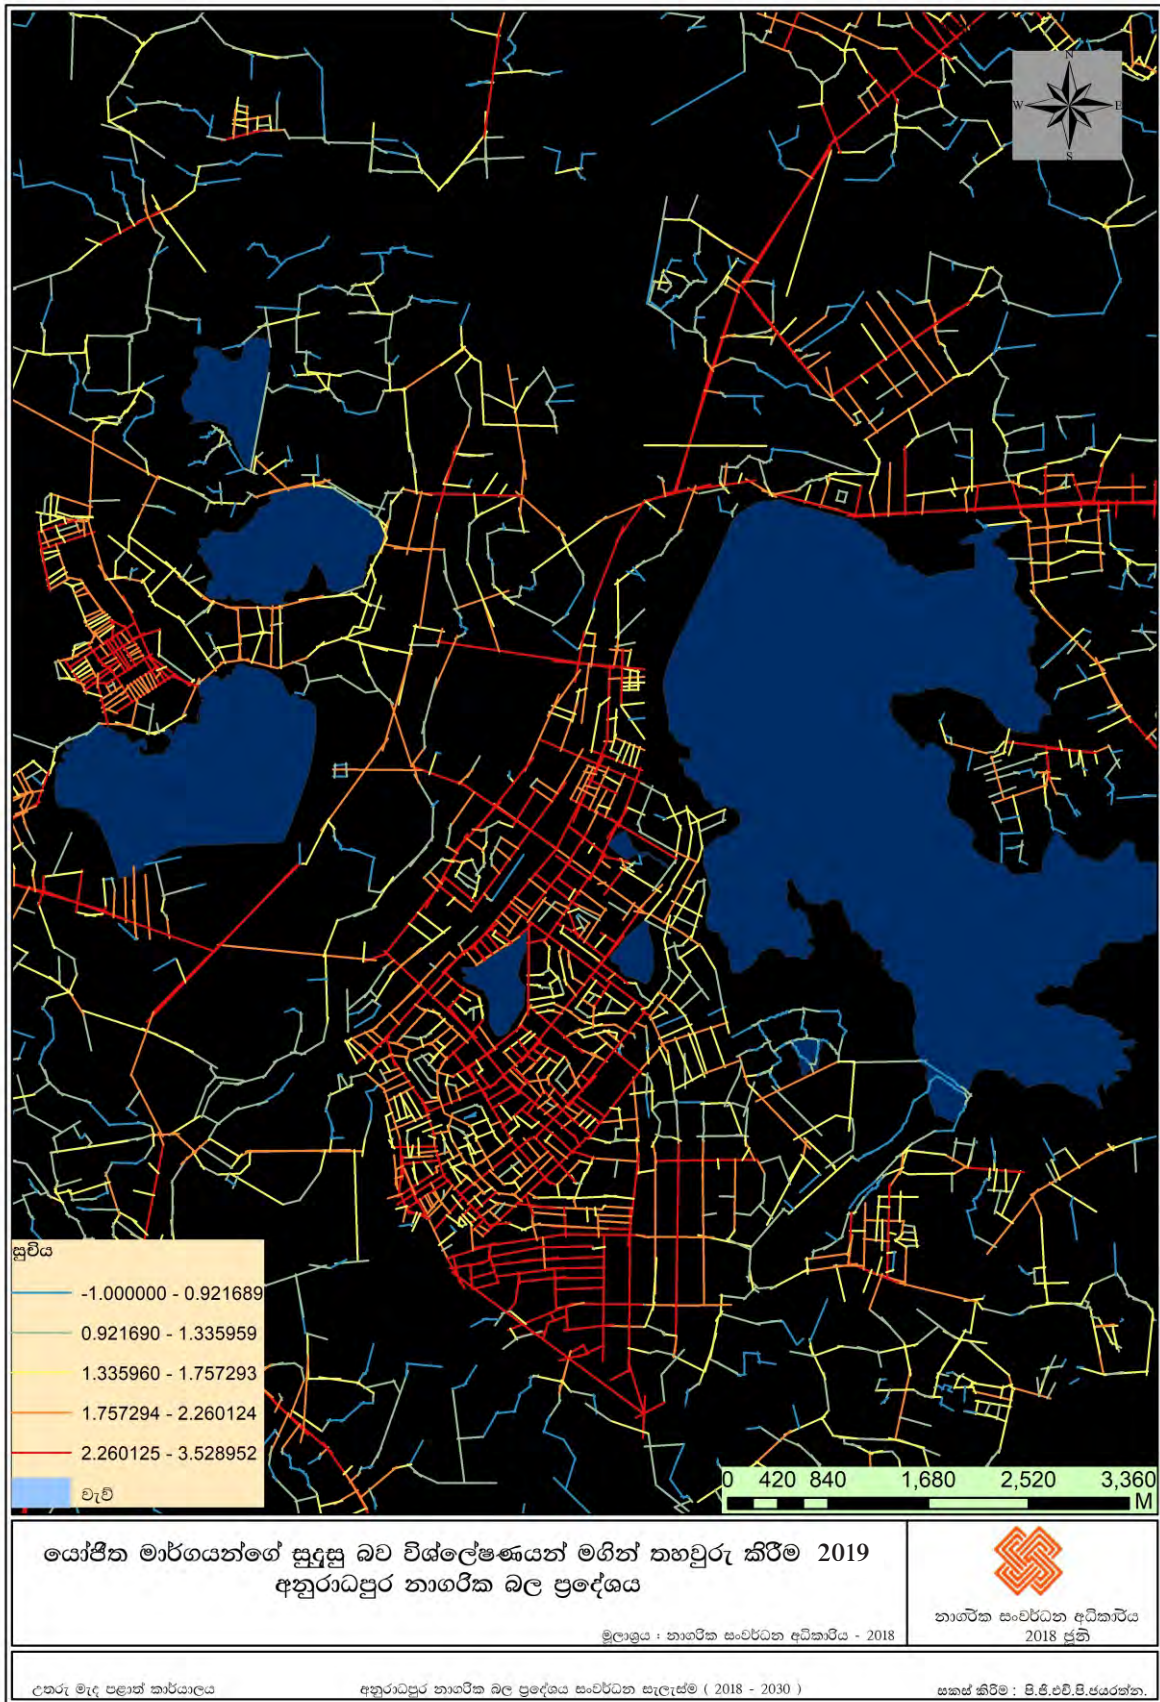 N
W E
S
සූචිය
-1.000000 - 0.921689
0.921690 - 1.335959
1.335960 - 1.757293
1.757294 - 2.260124
2.260125 - 3.528952
වැව්
0 420 840 1,680 2,520 3,360
M
යෝජිත මාර්ගයන්ගේ සුදුසු බව විශ්ලේෂණයන් මගින් තහවුරු කිරීම 2019
අනුරාධපුර නාගරික බල ප්‍රදේශය
මූලාශ්‍රය : නාගරික සංවර්ධන අධිකාරිය - 2018
නාගරික සංවර්ධන අධිකාරිය
2018 ජුනි
උතුරු මැද පළාත් කාර්යාලය
අනුරාධපුර නාගරික බල ප්‍රදේශය සංවර්ධන සැලැස්ම ( 2018 - 2030 )
සකස් කිරීම : පි.ජි.එච්.පි.ජයරත්න.